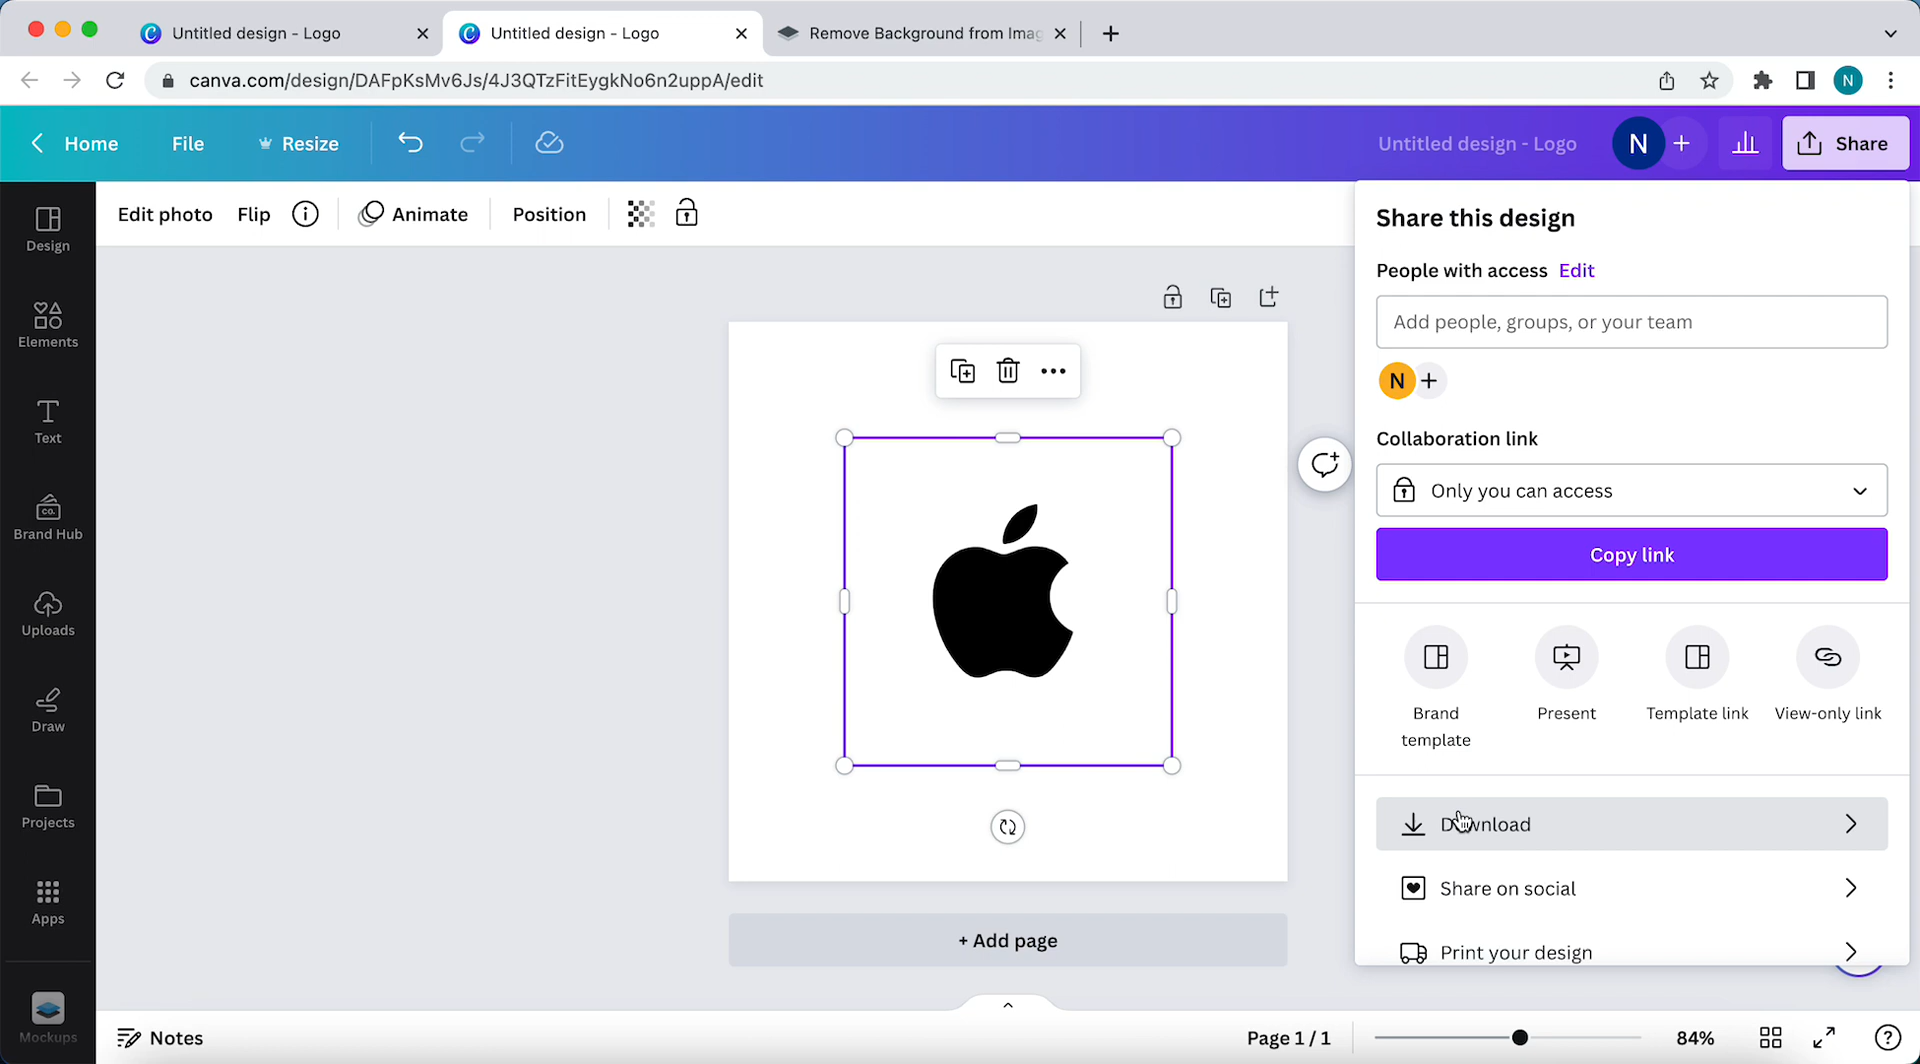 Untitled design - Logo
Untitled design - Logo
Remove Background from Imag
canva.com/design/DAFpKsMv6Js/4J3QTzFitEygkNo6n2uppA/edit
N
Home
File
Resize
Untitled design - Logo
N
Share
Design
Elements
Text
CO.
Brand Hub
Uploads
Draw
Projects
Apps
Mockups
Edit photo
Flip
Animate
Position
Share this design
People with access Edit
Add people, groups, or your team
N
Collaboration link
Only you can access
Copy link
Brand
template
Present
Template link
View-only link
Download
Share on social
Print your design
+ Add page
Notes
Page 1 / 1
84%